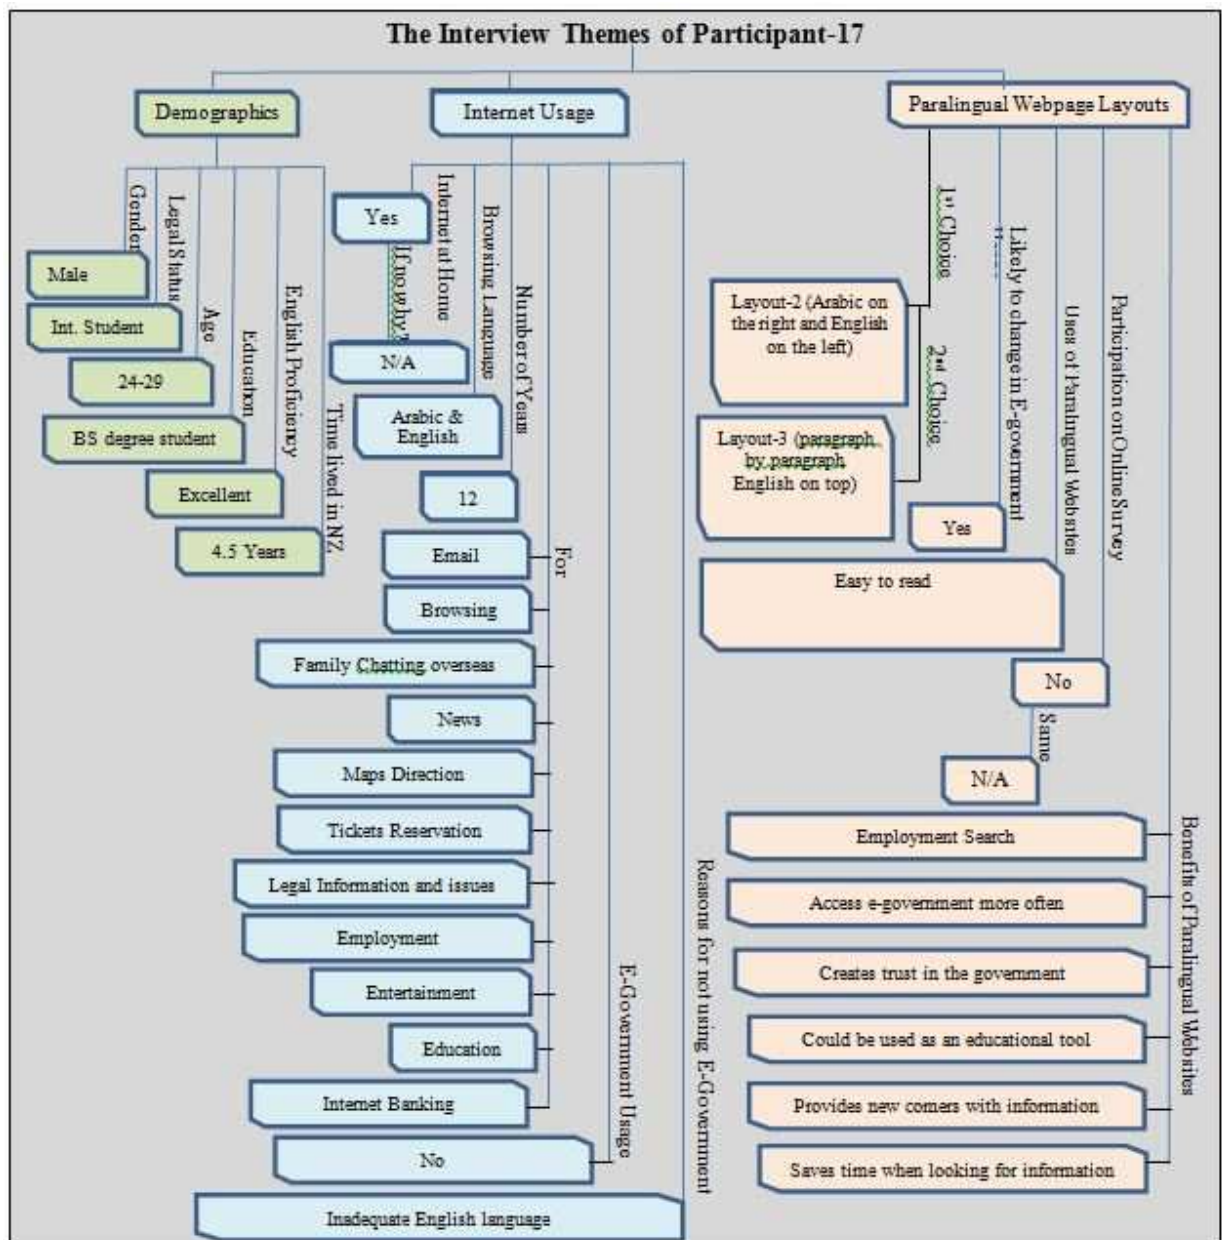 The Interview Themes of Participant-17
Demographics
Gender
Male
Legal Status
Int. Student
Age
24-29
Education
BS degree student
English Proficiency
Excellent
Time lived in NZ
4.5 Years
Internet Usage
Internet at Home
Yes
If no why?
N/A
Browsing Language
Arabic &
English
Number of Years
12
For
Email
Browsing
Family Chatting overseas
News
Maps Direction
Tickets Reservation
Legal Information and issues
Employment
Entertainment
Education
Internet Banking
E-Government Usage
No
Reasons for not using E-Government
Inadequate English language
Paralingual Webpage Layouts
1st Choice
Layout-2 (Arabic on
the right and English
on the left)
2nd Choice
Layout-3 (paragraph
by paragraph
English on top)
Likely to change in E-government
Yes
Uses of Paralingual Websites
Easy to read
Participation on Online Survey
No
Same
N/A
Benefits of Paralingual Websites
Employment Search
Access e-government more often
Creates trust in the government
Could be used as an educational tool
Provides new comers with information
Saves time when looking for information